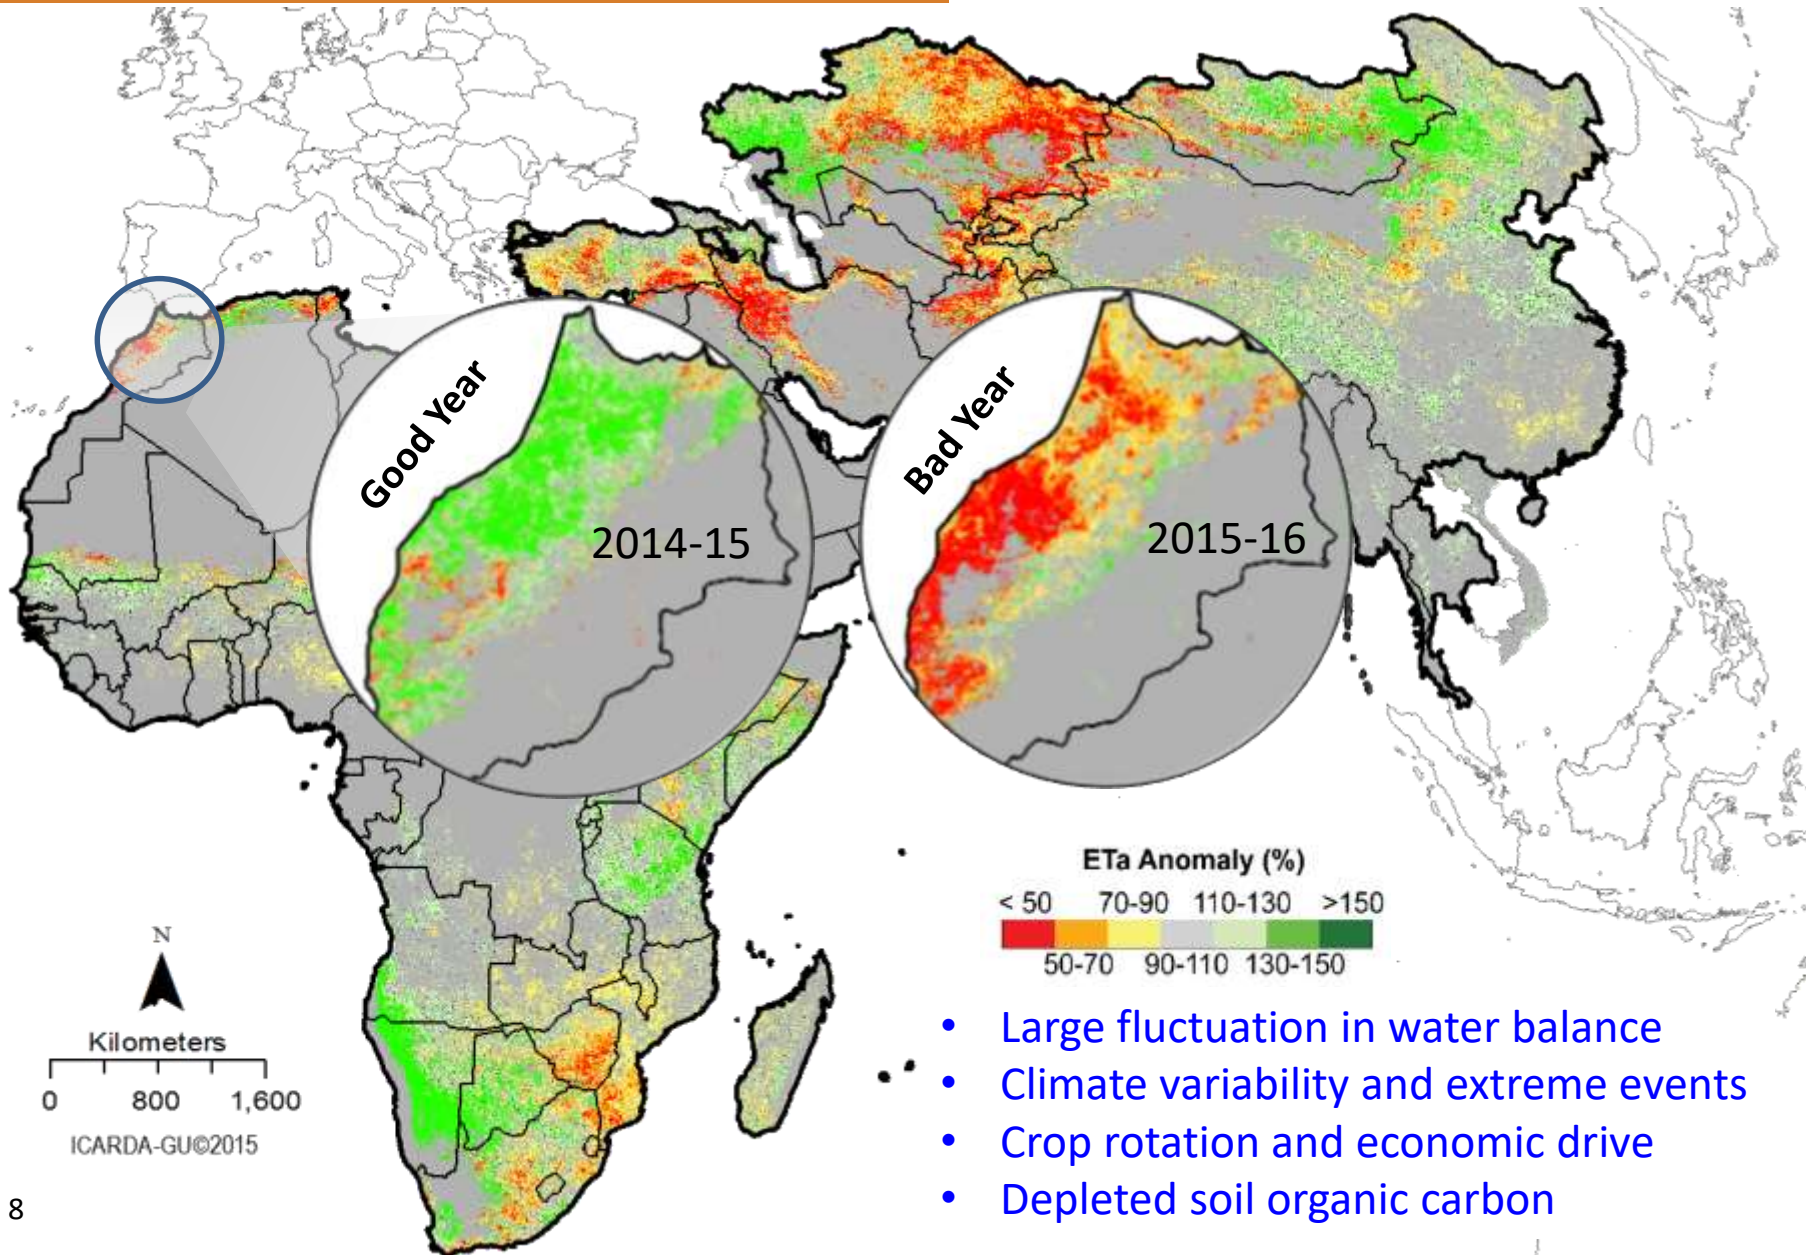 Good Year
2014-15
Bad Year
2015-16
ETa Anomaly (%)
< 50 70-90 110-130 >150
50-70 90-110 130-150
N
Kilometers
0 800 1,600
ICARDA-GU©2015
• Large fluctuation in water balance
• Climate variability and extreme events
• Crop rotation and economic drive
• Depleted soil organic carbon
8